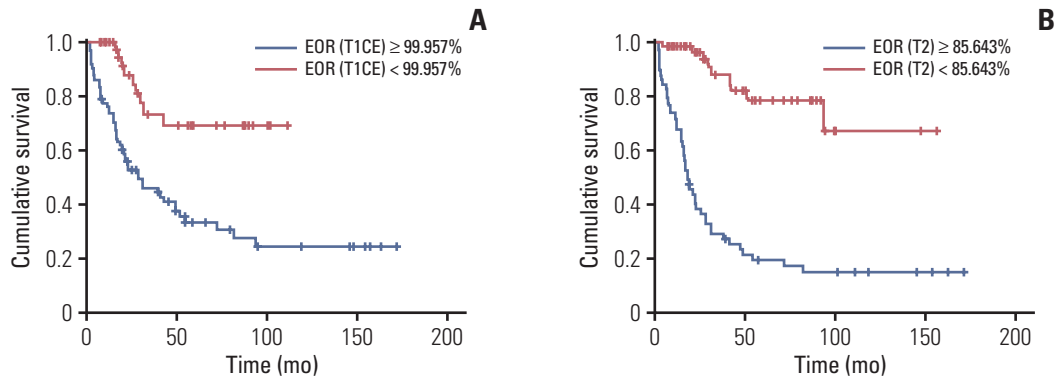 A
Cumulative survival
1.0
0.8
0.6
0.4
0.2
0
EOR (T1CE) ≥ 99.957%
EOR (T1CE) < 99.957%
0 50 100 150 200
Time (mo)
B
Cumulative survival
1.0
0.8
0.6
0.4
0.2
0
EOR (T2) ≥ 85.643%
EOR (T2) < 85.643%
0 50 100 150 200
Time (mo)